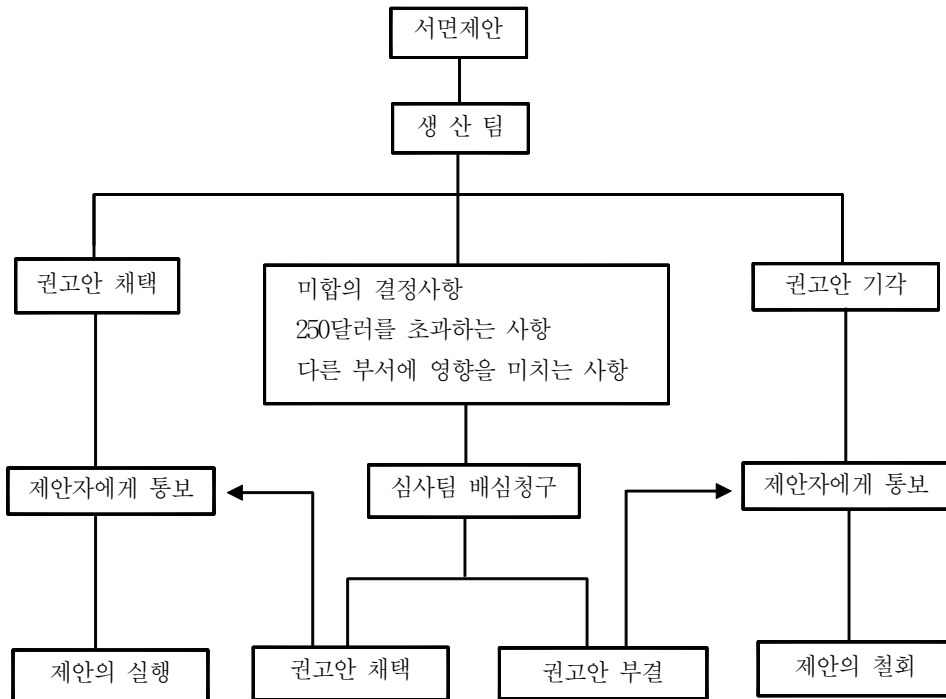 서면제안
생 산 팀
권고안 채택
미합의 결정사항
250달러를 초과하는 사항
다른 부서에 영향을 미치는 사항
권고안 기각
제안자에게 통보
심사팀 배심청구
제안자에게 통보
제안의 실행
권고안 채택
권고안 부결
제안의 철회